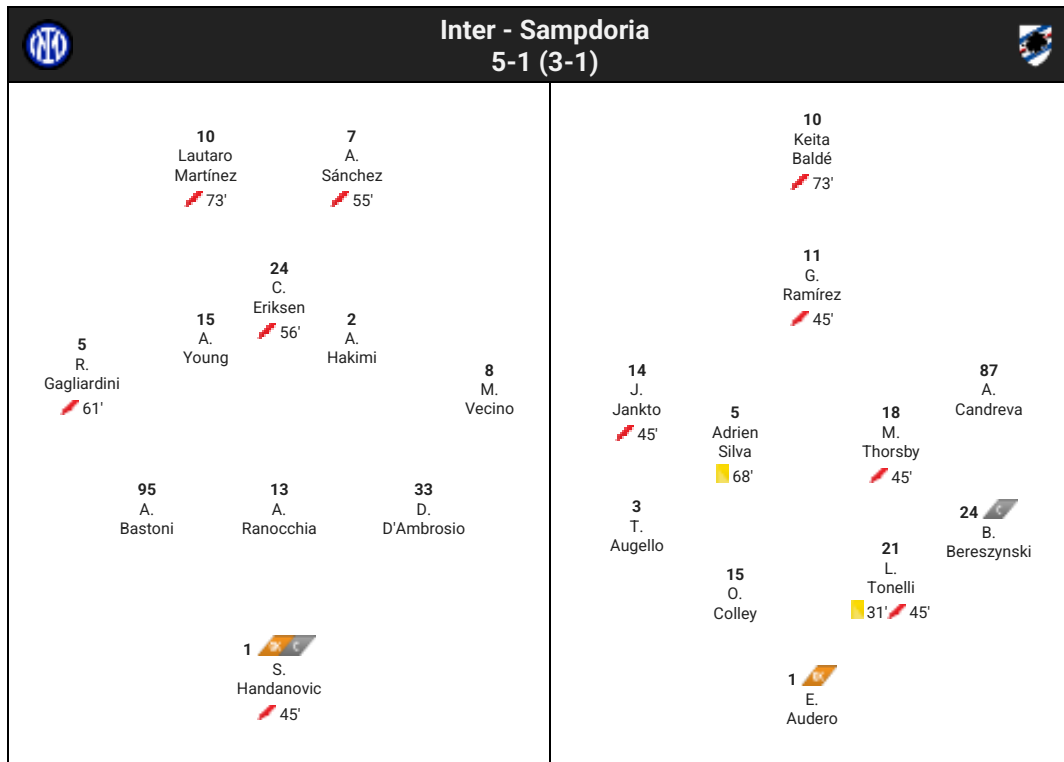 Inter - Sampdoria
5-1 (3-1)
10
Lautaro
Martínez
73'
7
A.
Sánchez
55'
24
C.
Eriksen
56'
15
A.
Young
2
A.
Hakimi
5
R.
Gagliardini
61'
8
M.
Vecino
95
A.
Bastoni
13
A.
Ranocchia
33
D.
D'Ambrosio
1 GK C
S.
Handanovic
45'
10
Keita
Baldé
73'
11
G.
Ramírez
45'
14
J.
Jankto
45'
87
A.
Candreva
5
Adrien
Silva
68'
18
M.
Thorsby
45'
3
T.
Augello
24 C
B.
Bereszynski
21
L.
Tonelli
31' 45'
15
O.
Colley
1 GK
E.
Audero